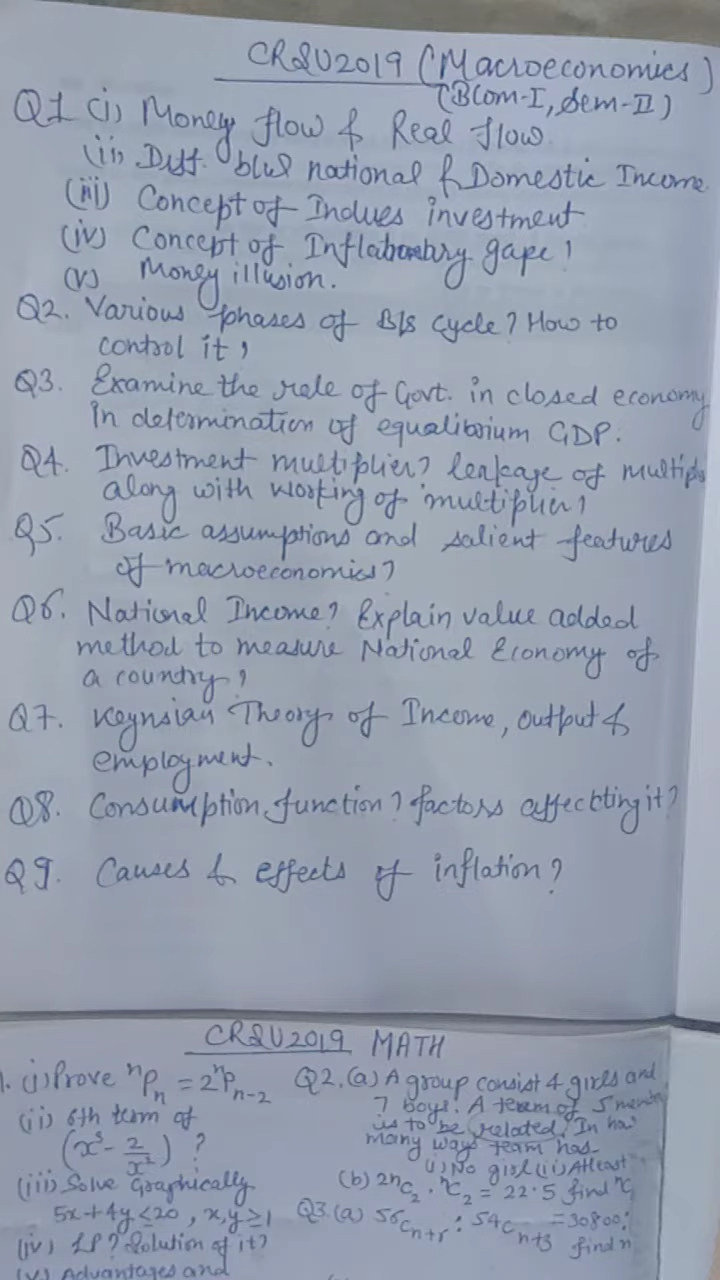 CRSU2019 (Macroeconomics)
(BCom-I, Sem-II)
Q1 (i) Money flow & Real flow.
(ii) Diff. b/w national & Domestic Income
(iii) Concept of Indues investment
(iv) Concept of Inflabombry gape!
(v) Money illusion.
Q2. Various phases of B/s cycle? How to
control it?
Q3. Examine the role of Govt. in closed economy
in determination of equalibrium GDP.
Q4. Investment multiplier? leakage of multipli
along with working of multiplier?
Q5. Basic assumptions and salient features
of macroeconomics?
Q6. National Income? Explain value added
method to measure National Economy of
a country?
Q7. Keynsian Theory of Income, output &
employment.
Q8. Consumption function? factors affectting it?
Q9. Causes & effects of inflation?
CRSU2019 MATH
1. (i) Prove ⁿPₙ = 2ⁿPₙ₋₂
(ii) 6th term of
(x³ - 2/x²) ?
(iii) Solve Graphically
5x+4y≤20, x,y≥1
(iv) LP? Solution of it?
(v) Advantages and
Q2. (a) A group consist 4 girls and
7 boys. A team of 5 memb
is to be related. In how
many ways team has
(i) No girl (ii) Atleast
(b) 2nC₂ . ⁿC₂ = 22.5 find ⁿC
Q3. (a) 56Cₙ₊₅ : 54Cₙ₊₃ = 30800:
find n